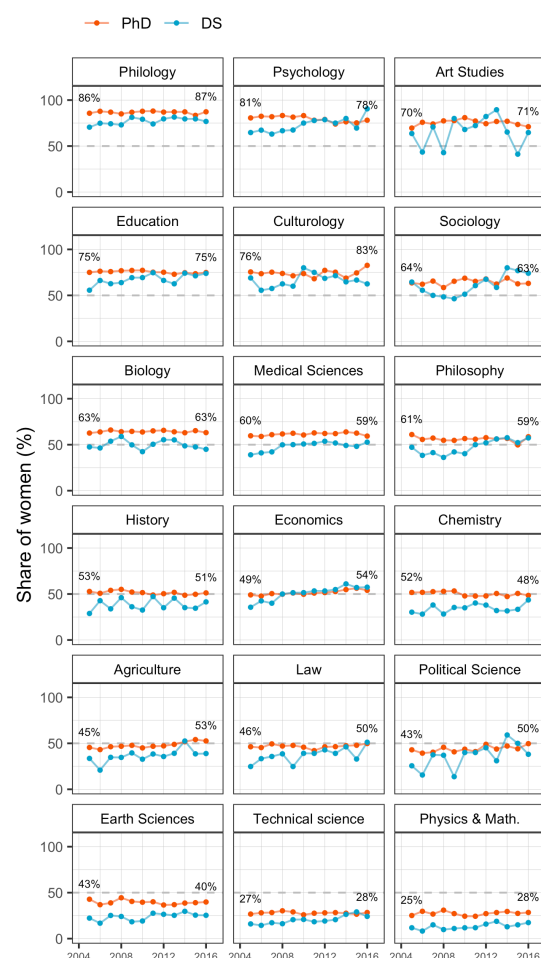 PhD DS
Philology Psychology Art Studies
100 86% 87% 81% 78% 70% 71%
50
0
Education Culturology Sociology
100 75% 75% 76% 83% 64% 63%
50
0
Biology Medical Sciences Philosophy
100 63% 63% 60% 59% 61% 59%
50
0
History Economics Chemistry
100 53% 51% 49% 54% 52% 48%
50
0
Agriculture Law Political Science
100 45% 53% 46% 50% 43% 50%
50
0
Earth Sciences Technical science Physics & Math.
100 43% 40% 27% 28% 25% 28%
50
0
2004 2008 2012 2016 2004 2008 2012 2016 2004 2008 2012 2016
Share of women (%)